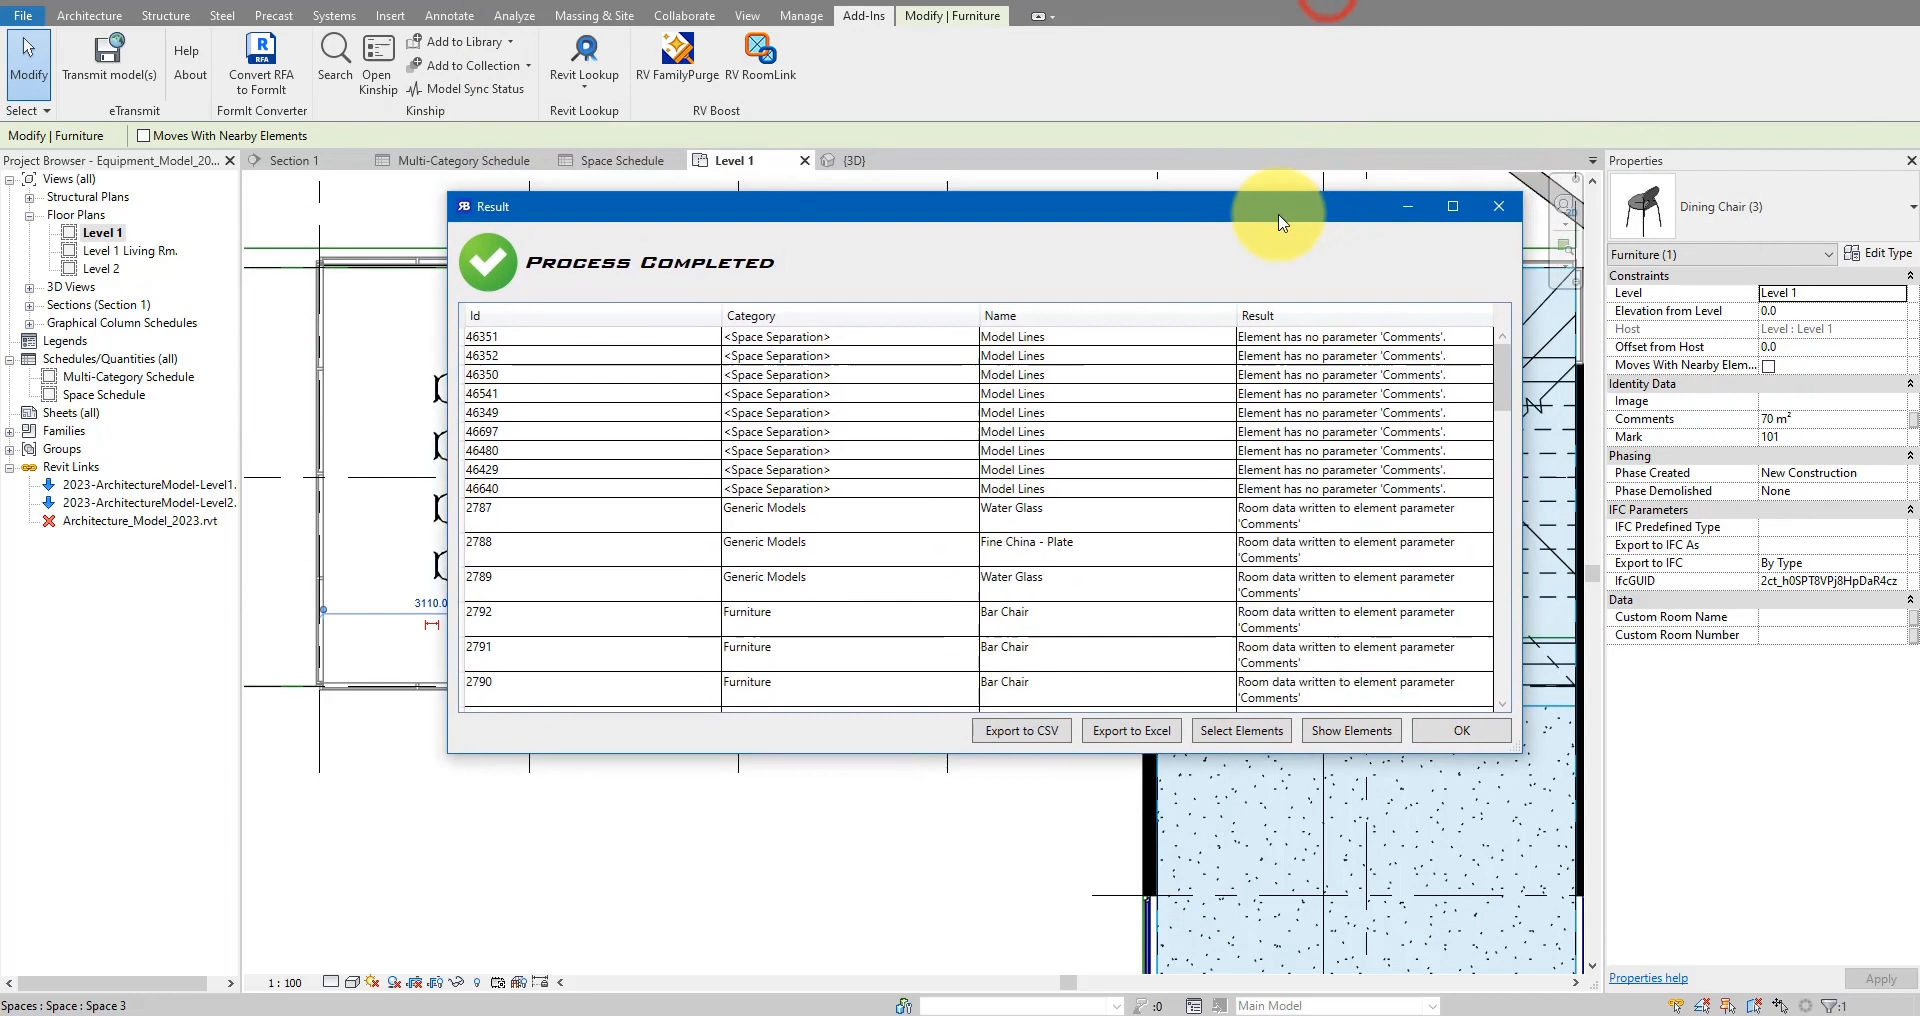 File Architecture Structure Steel Precast Systems Insert Annotate Analyze Massing & Site Collaborate View Manage Add-Ins Modify | Furniture
Modify
Select
Transmit model(s)
Help
About
eTransmit
Convert RFA
to FormIt
FormIt Converter
Search
Open
Kinship
Add to Library
Add to Collection
Model Sync Status
Kinship
Revit Lookup
Revit Lookup
RV FamilyPurge RV RoomLink
RV Boost
Modify | Furniture Moves With Nearby Elements
Project Browser - Equipment_Model_20...
Section 1 Multi-Category Schedule Space Schedule Level 1 {3D}
Views (all)
Structural Plans
Floor Plans
Level 1
Level 1 Living Rm.
Level 2
3D Views
Sections (Section 1)
Graphical Column Schedules
Legends
Schedules/Quantities (all)
Multi-Category Schedule
Space Schedule
Sheets (all)
Families
Groups
Revit Links
2023-ArchitectureModel-Level1.
2023-ArchitectureModel-Level2.
Architecture_Model_2023.rvt
3110.0
RB Result
Process Completed
Id Category Name Result
46351 <Space Separation> Model Lines Element has no parameter 'Comments'.
46352 <Space Separation> Model Lines Element has no parameter 'Comments'.
46350 <Space Separation> Model Lines Element has no parameter 'Comments'.
46541 <Space Separation> Model Lines Element has no parameter 'Comments'.
46349 <Space Separation> Model Lines Element has no parameter 'Comments'.
46697 <Space Separation> Model Lines Element has no parameter 'Comments'.
46480 <Space Separation> Model Lines Element has no parameter 'Comments'.
46429 <Space Separation> Model Lines Element has no parameter 'Comments'.
46640 <Space Separation> Model Lines Element has no parameter 'Comments'.
2787 Generic Models Water Glass Room data written to element parameter
'Comments'
2788 Generic Models Fine China - Plate Room data written to element parameter
'Comments'
2789 Generic Models Water Glass Room data written to element parameter
'Comments'
2792 Furniture Bar Chair Room data written to element parameter
'Comments'
2791 Furniture Bar Chair Room data written to element parameter
'Comments'
2790 Furniture Bar Chair Room data written to element parameter
'Comments'
Export to CSV Export to Excel Select Elements Show Elements OK
Properties
Dining Chair (3)
Furniture (1) Edit Type
Constraints
Level Level 1
Elevation from Level 0.0
Host Level : Level 1
Offset from Host 0.0
Moves With Nearby Elem...
Identity Data
Image
Comments 70 m²
Mark 101
Phasing
Phase Created New Construction
Phase Demolished None
IFC Parameters
IFC Predefined Type
Export to IFC As
Export to IFC By Type
IfcGUID 2ct_h0SPT8VPj8HpDaR4cz
Data
Custom Room Name
Custom Room Number
Properties help Apply
1 : 100
Spaces : Space : Space 3
:0
Main Model
:1